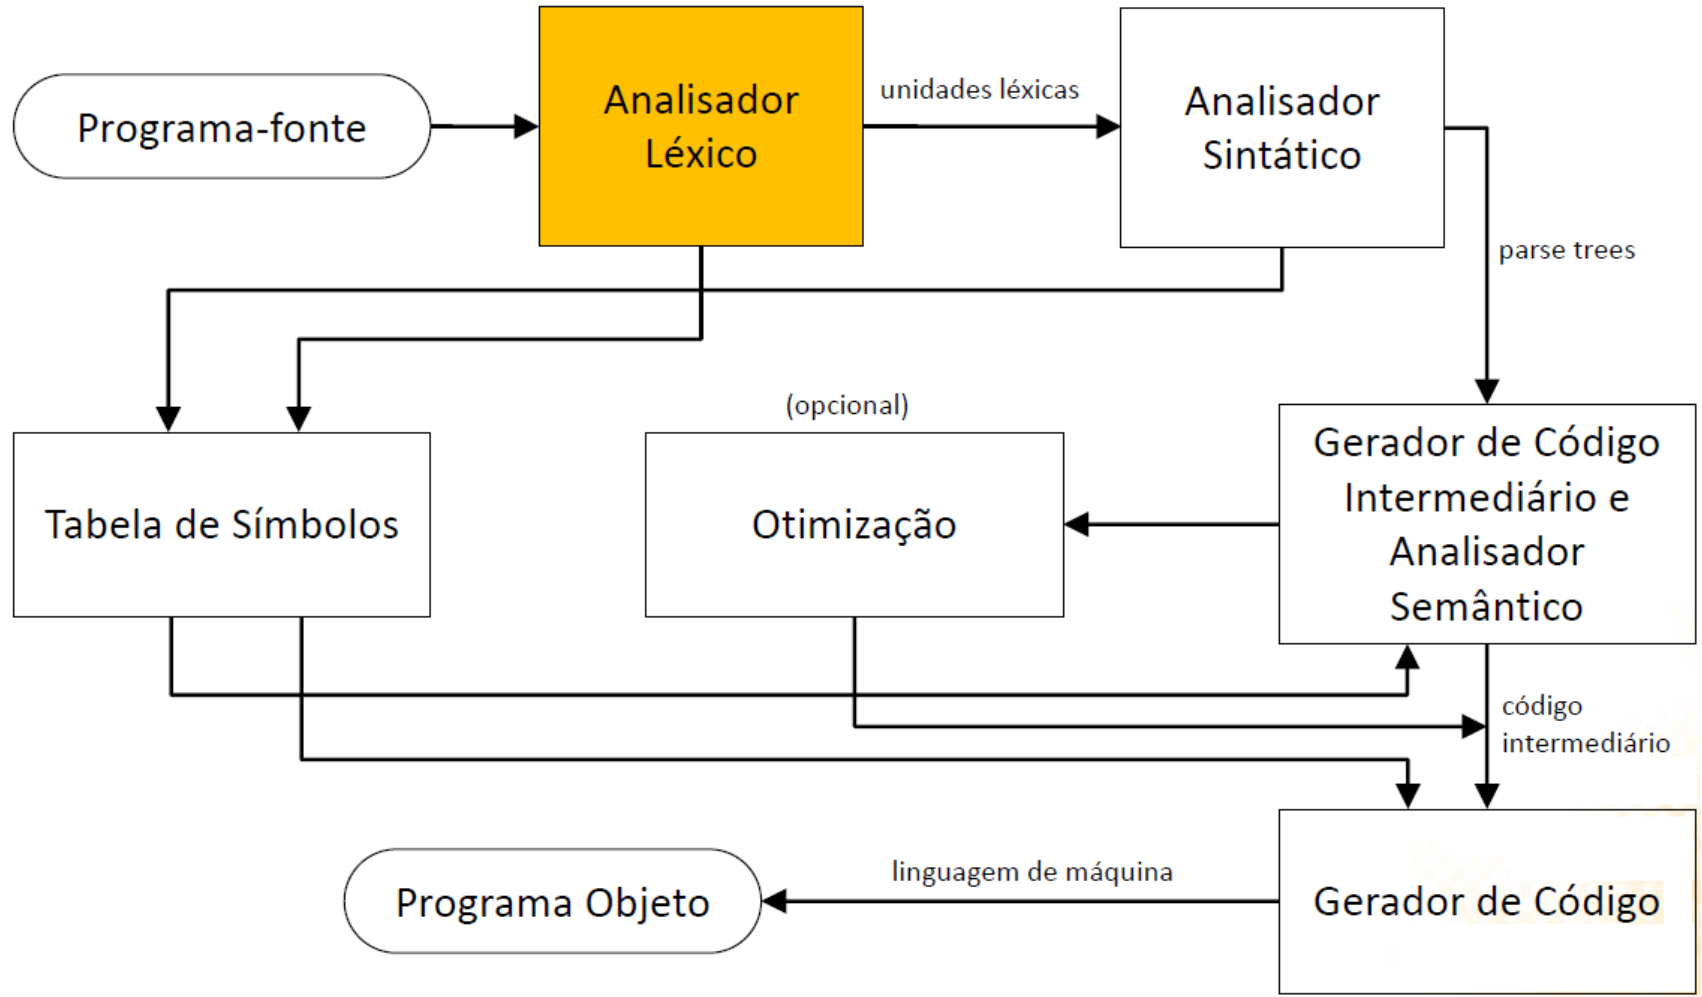 Programa-fonte
Analisador
Léxico
unidades léxicas
Analisador
Sintático
parse trees
Tabela de Símbolos
(opcional)
Otimização
Gerador de Código
Intermediário e
Analisador
Semântico
código
intermediário
Programa Objeto
linguagem de máquina
Gerador de Código